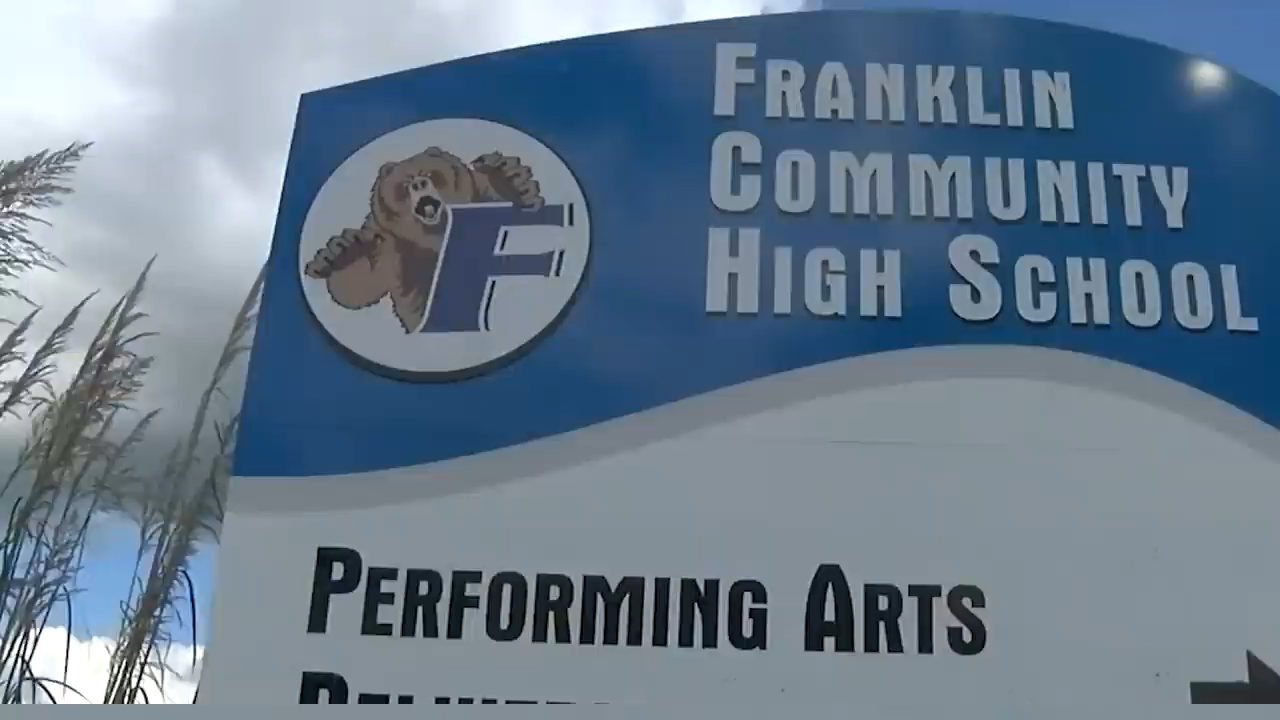 FRANKLIN
COMMUNITY
HIGH SCHOOL
F
PERFORMING ARTS